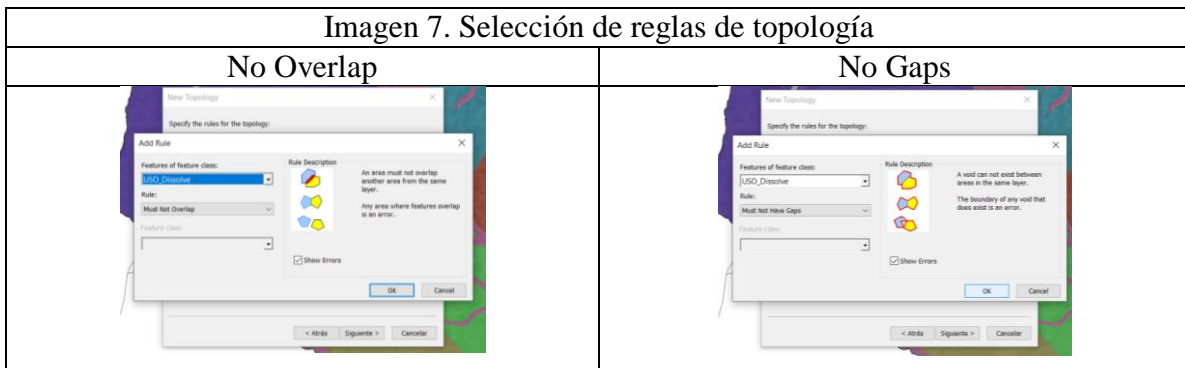 Imagen 7. Selección de reglas de topología
No Overlap
No Gaps
New Topology
Specify the rules for the topology:
Add Rule
Features of feature class:
USO_Dissolve
Rule:
Must Not Overlap
Feature class:
Rule Description
An area must not overlap
another area from the same
layer.
Any area where features overlap
is an error.
Show Errors
OK
Cancel
< Atrás
Siguiente >
Cancelar
New Topology
Specify the rules for the topology:
Add Rule
Features of feature class:
USO_Dissolve
Rule:
Must Not Have Gaps
Feature class:
Rule Description
A void can not exist between
areas in the same layer.
The boundary of any void that
does exist is an error.
Show Errors
OK
Cancel
< Atrás
Siguiente >
Cancelar